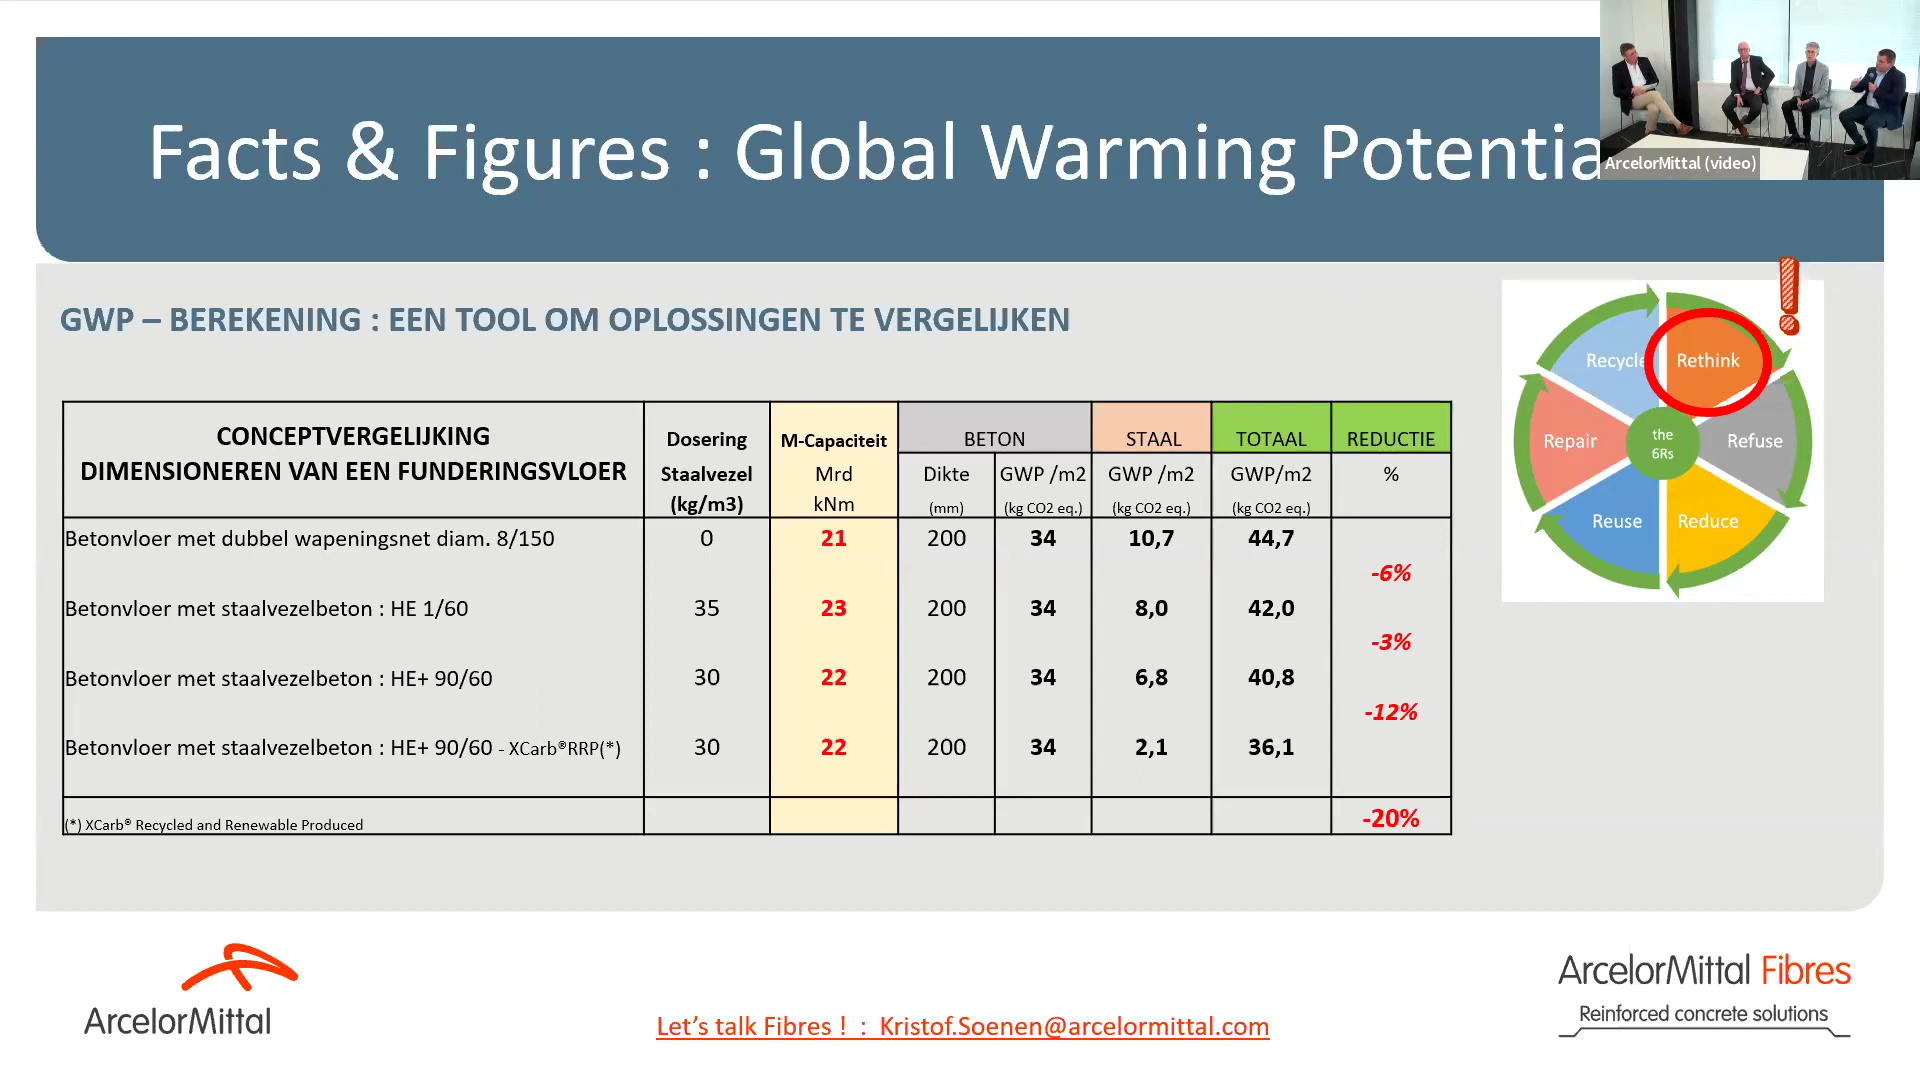 Facts & Figures : Global Warming Potentia
ArcelorMittal (video)
GWP – BEREKENING : EEN TOOL OM OPLOSSINGEN TE VERGELIJKEN
!
Recycle
Rethink
Repair
the
6Rs
Refuse
Reuse
Reduce
CONCEPTVERGELIJKING
DIMENSIONEREN VAN EEN FUNDERINGSVLOER
Dosering
Staalvezel
(kg/m3)
M-Capaciteit
Mrd
kNm
BETON
STAAL
TOTAAL
REDUCTIE
Dikte
(mm)
GWP /m2
(kg CO2 eq.)
GWP /m2
(kg CO2 eq.)
GWP/m2
(kg CO2 eq.)
%
Betonvloer met dubbel wapeningsnet diam. 8/150 0 21 200 34 10,7 44,7
-6%
Betonvloer met staalvezelbeton : HE 1/60 35 23 200 34 8,0 42,0
-3%
Betonvloer met staalvezelbeton : HE+ 90/60 30 22 200 34 6,8 40,8
-12%
Betonvloer met staalvezelbeton : HE+ 90/60 - XCarb®RRP(*) 30 22 200 34 2,1 36,1
(*) XCarb® Recycled and Renewable Produced -20%
ArcelorMittal
Let's talk Fibres ! : Kristof.Soenen@arcelormittal.com
ArcelorMittal Fibres
Reinforced concrete solutions